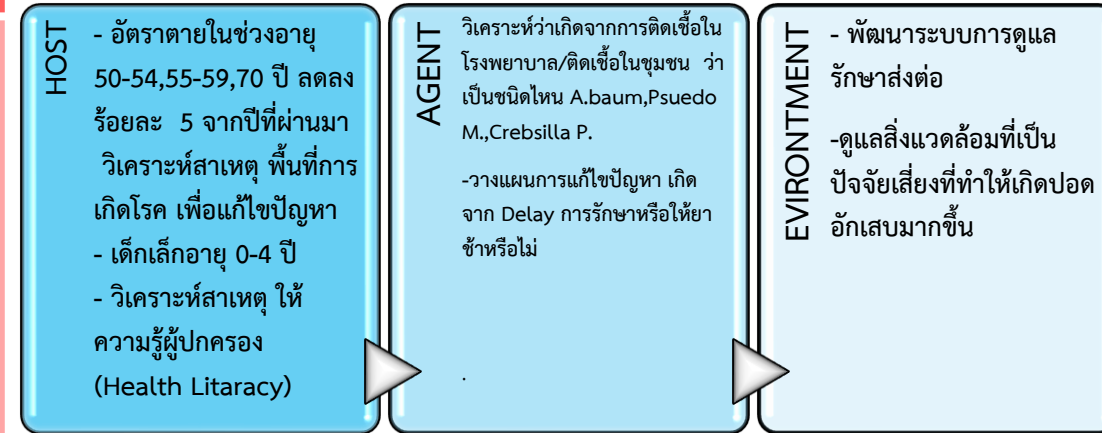 HOST
- อัตราตายในช่วงอายุ
50-54,55-59,70 ปี ลดลง
ร้อยละ 5 จากปีที่ผ่านมา
วิเคราะห์สาเหตุ พื้นที่การ
เกิดโรค เพื่อแก้ไขปัญหา
- เด็กเล็กอายุ 0-4 ปี
- วิเคราะห์สาเหตุ ให้
ความรู้ผู้ปกครอง
(Health Litaracy)
AGENT
วิเคราะห์ว่าเกิดจากการติดเชื้อใน
โรงพยาบาล/ติดเชื้อในชุมชน ว่า
เป็นชนิดไหน A.baum,Psuedo
M.,Crebsilla P.
-วางแผนการแก้ไขปัญหา เกิด
จาก Delay การรักษาหรือให้ยา
ช้าหรือไม่
.
EVIRONTMENT
- พัฒนาระบบการดูแล
รักษาส่งต่อ
-ดูแลสิ่งแวดล้อมที่เป็น
ปัจจัยเสี่ยงที่ทำให้เกิดปอด
อักเสบมากขึ้น